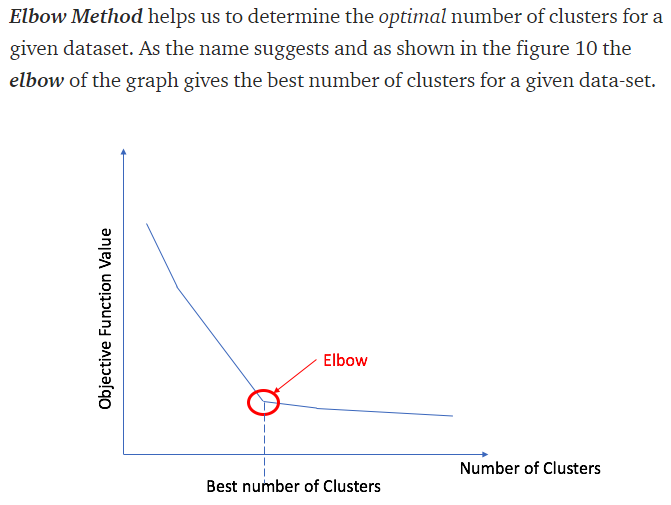 Elbow Method helps us to determine the optimal number of clusters for a
given dataset. As the name suggests and as shown in the figure 10 the
elbow of the graph gives the best number of clusters for a given data-set.
Objective Function Value
Elbow
Number of Clusters
Best number of Clusters